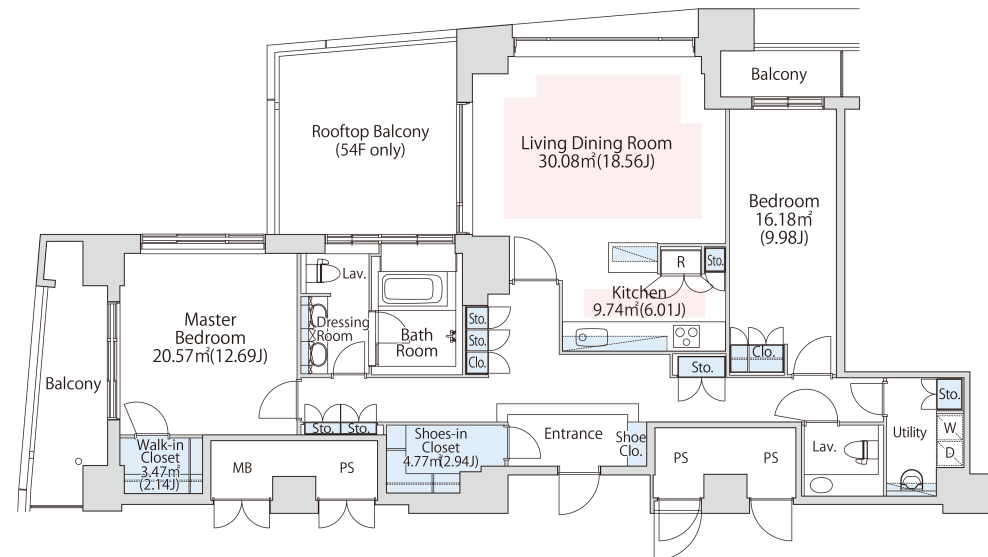 Balcony
Rooftop Balcony
(54F only)
Living Dining Room
30.08㎡(18.56J)
Bedroom
16.18㎡
(9.98J)
R
Sto.
Lav.
Kitchen
9.74㎡(6.01J)
Master
Bedroom
20.57㎡(12.69J)
Dressing
Room
Bath
Room
Sto.
Sto.
Clo.
Clo.
Sto.
Balcony
Sto.
Sto.
Sto.
Walk-in
Closet
3.47㎡
(2.14J)
MB
PS
Shoes-in
Closet
4.77㎡(2.94J)
Entrance
Shoe
Clo.
PS
PS
Lav.
Utility
W
D